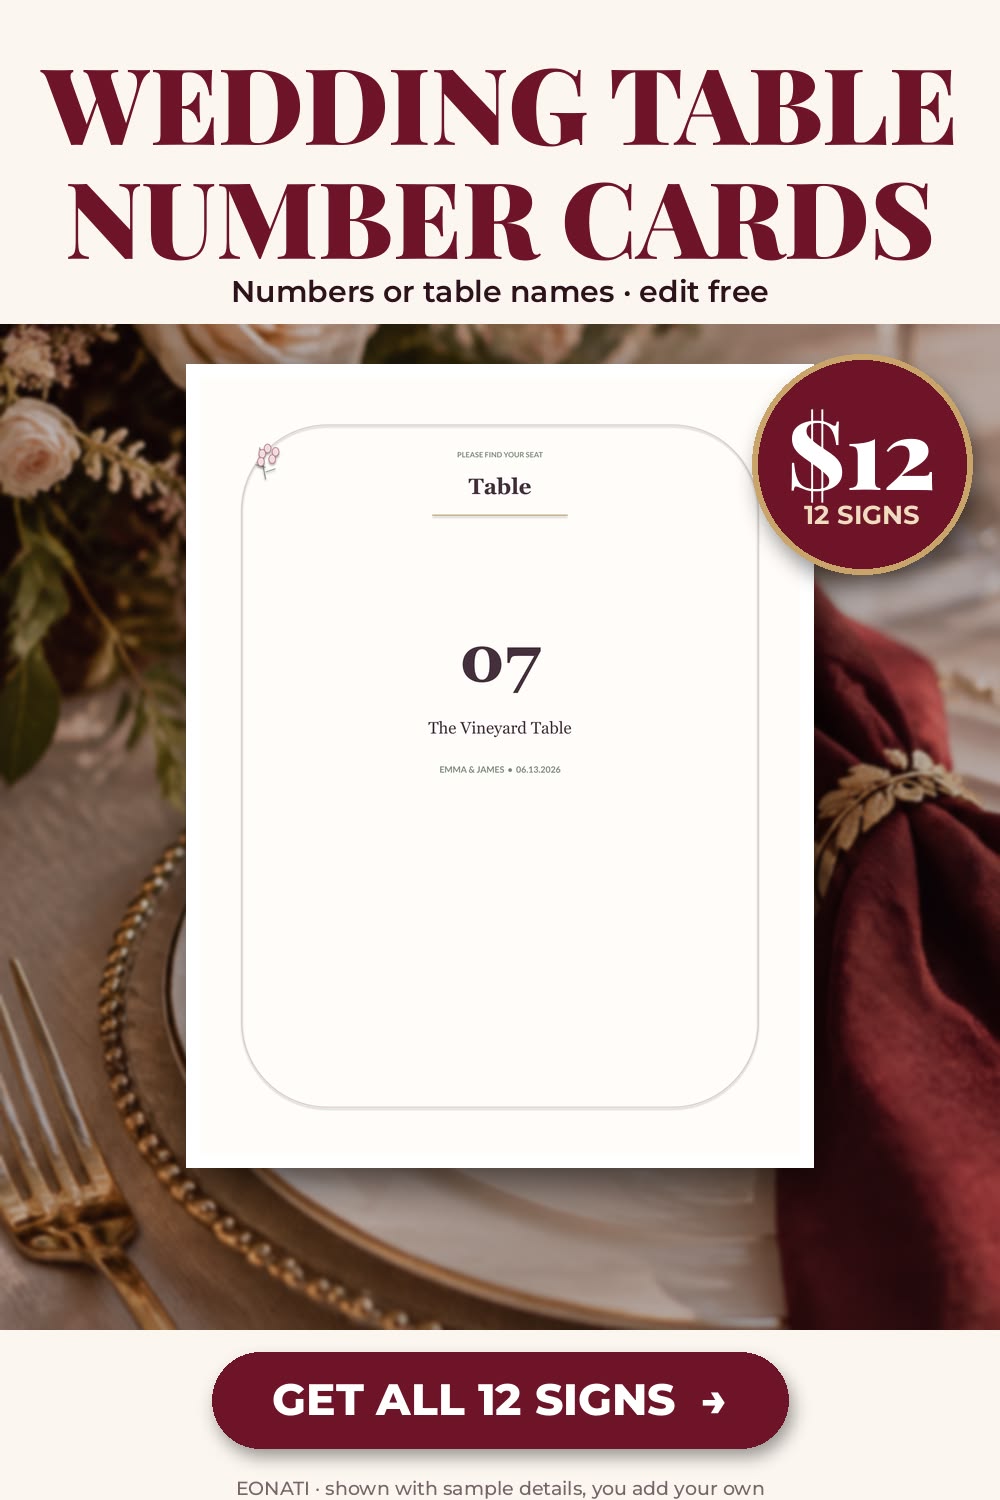 WEDDING TABLE
NUMBER CARDS
Numbers or table names · edit free
PLEASE FIND YOUR SEAT
Table
07
The Vineyard Table
EMMA & JAMES • 06.13.2026
$12
12 SIGNS
GET ALL 12 SIGNS →
EONATI · shown with sample details, you add your own